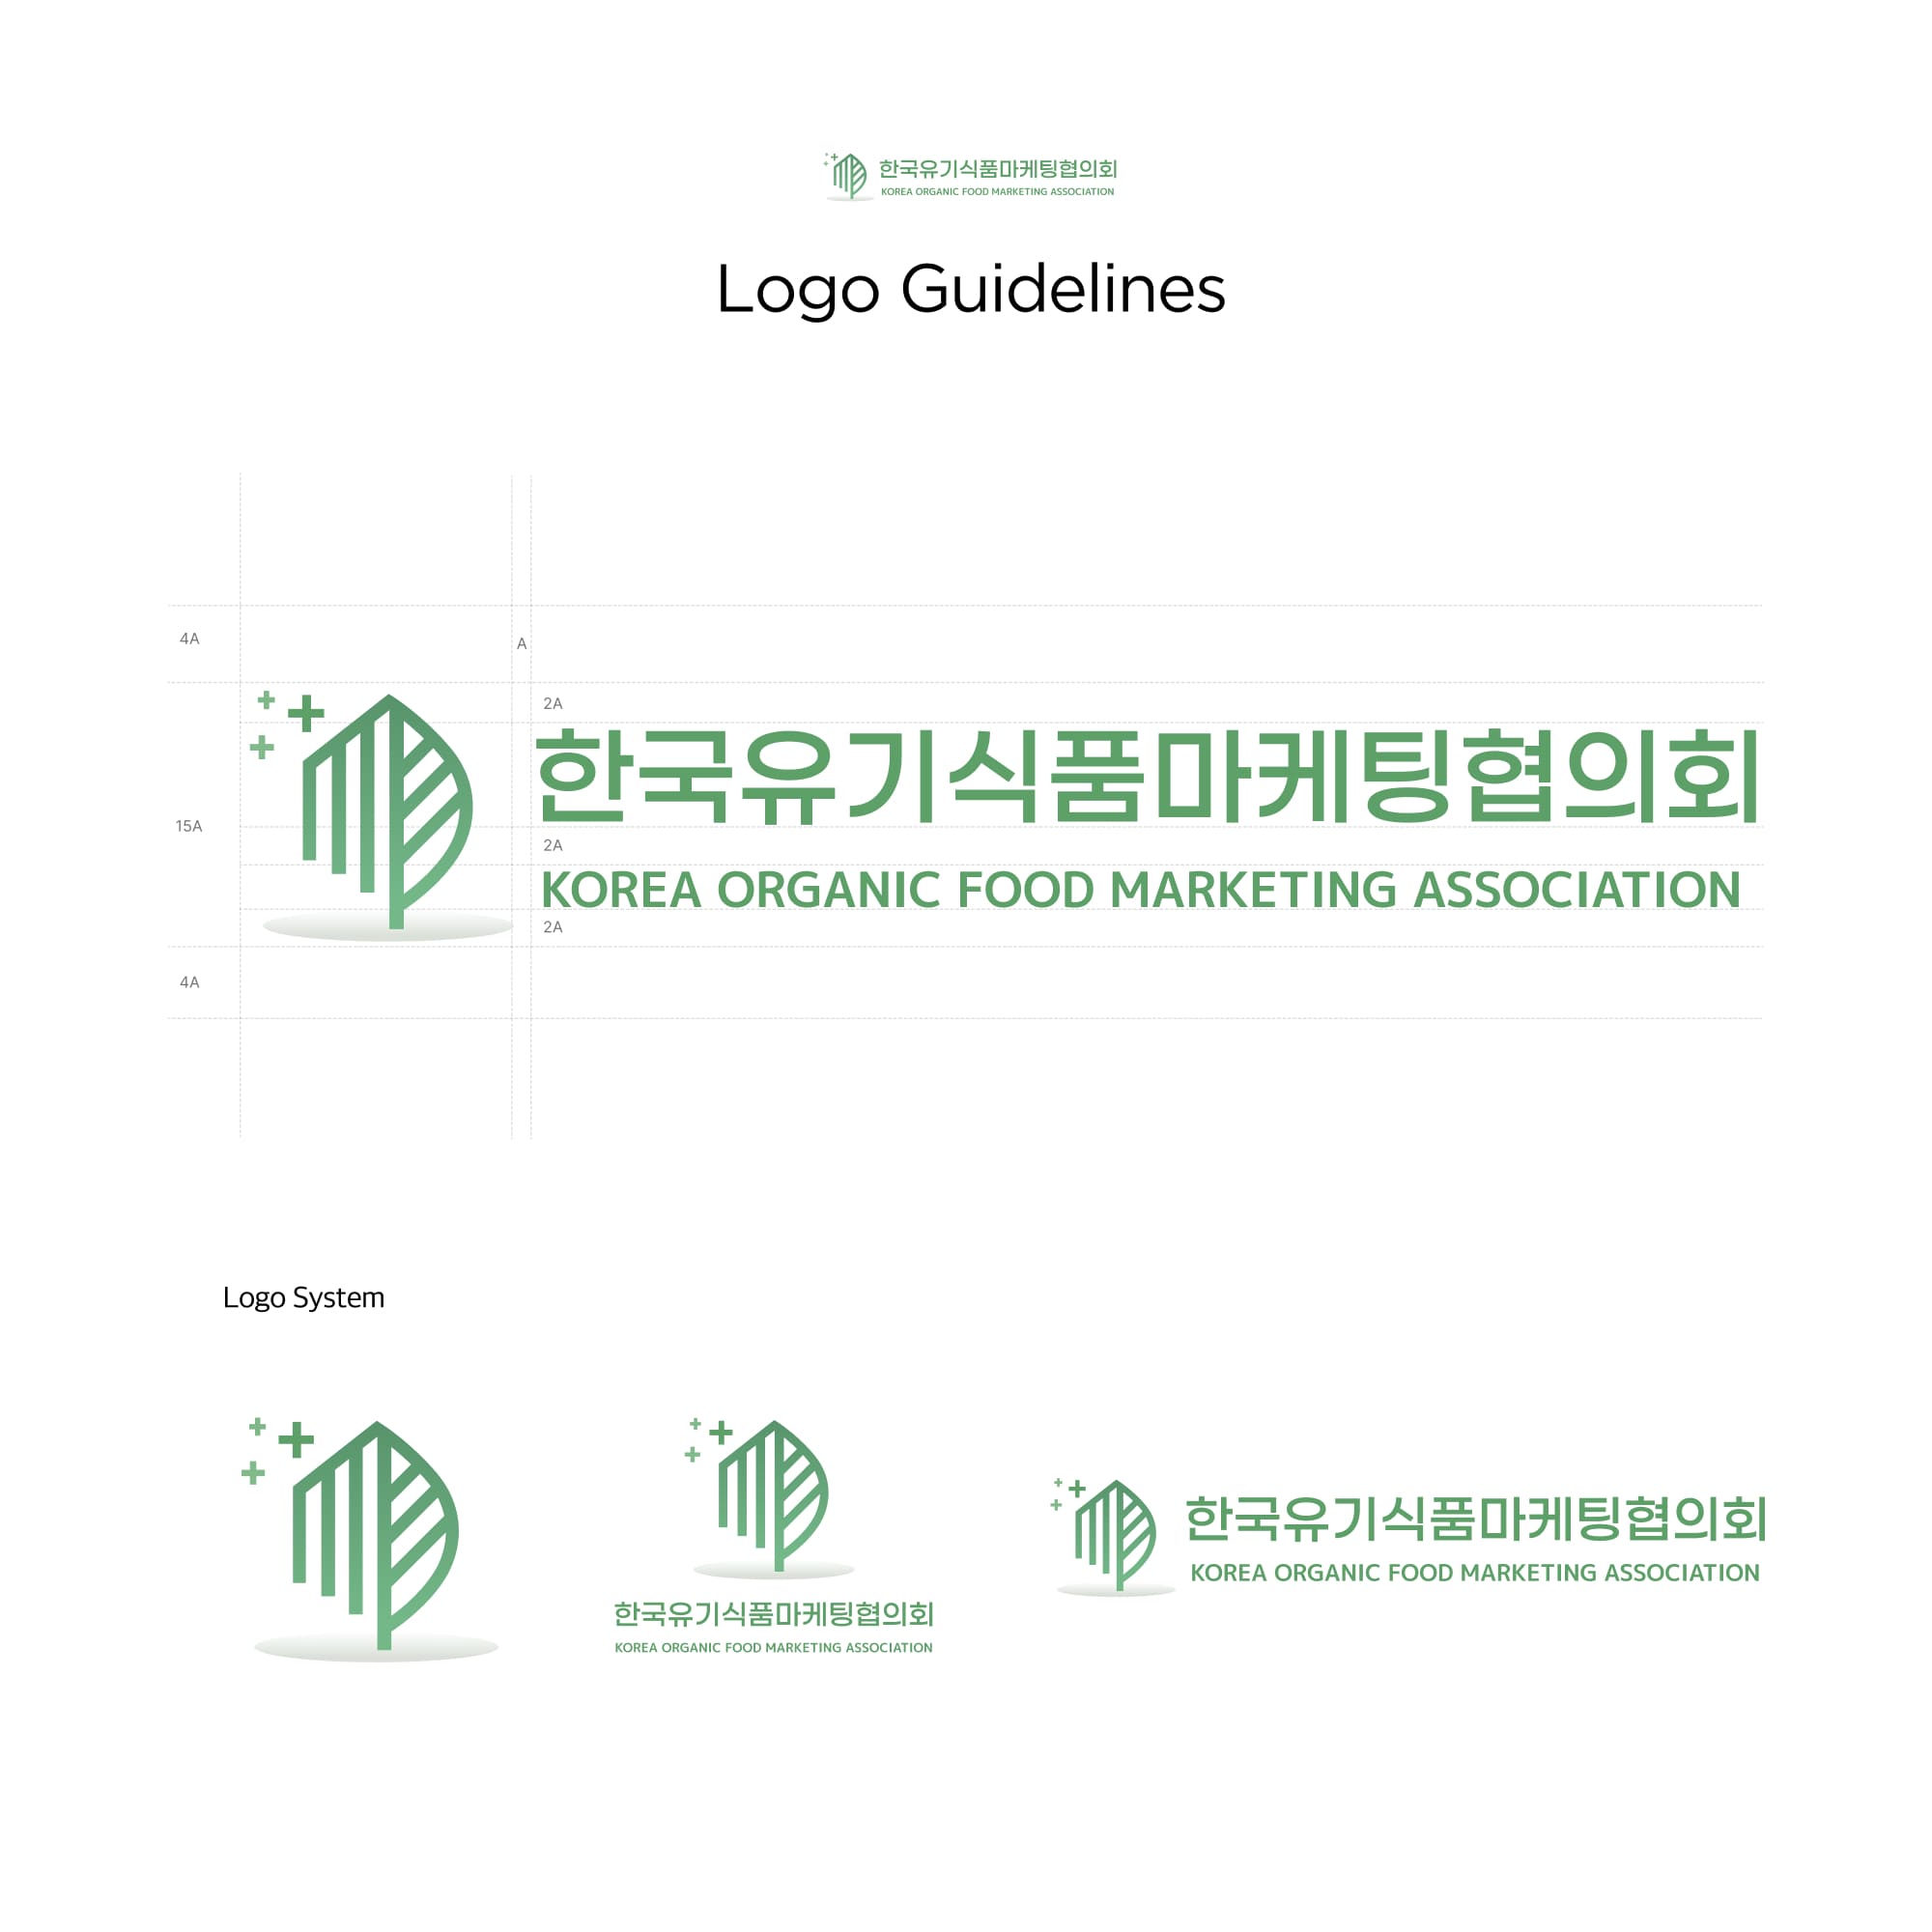 한국유기식품마케팅협의회
KOREA ORGANIC FOOD MARKETING ASSOCIATION
Logo Guidelines
4A
A
2A
한국유기식품마케팅협의회
15A
2A
KOREA ORGANIC FOOD MARKETING ASSOCIATION
2A
4A
Logo System
한국유기식품마케팅협의회
KOREA ORGANIC FOOD MARKETING ASSOCIATION
한국유기식품마케팅협의회
KOREA ORGANIC FOOD MARKETING ASSOCIATION